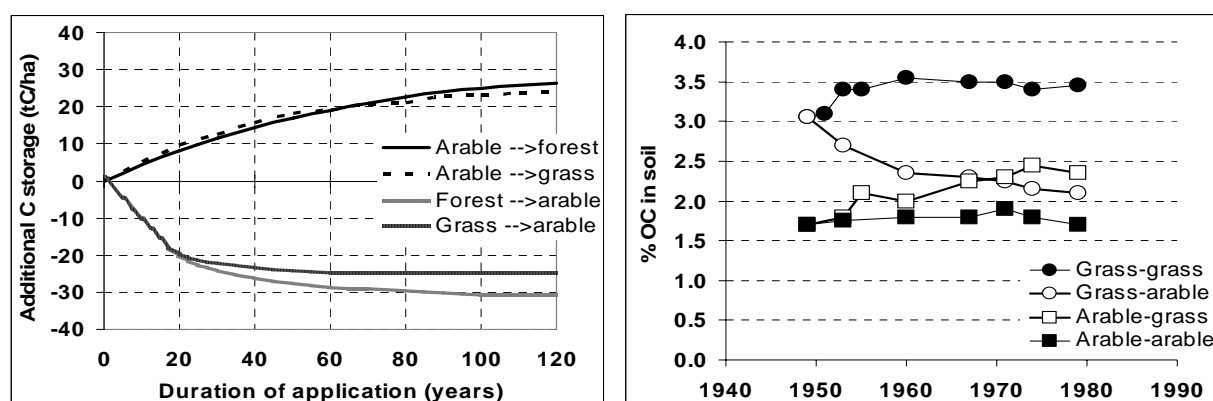 Additional C storage (tC/ha)
40
30
20
10
0
-10
-20
-30
-40
Arable -->forest
Arable -->grass
Forest -->arable
Grass -->arable
0 20 40 60 80 100 120
Duration of application (years)
% OC in soil
4.0
3.5
3.0
2.5
2.0
1.5
1.0
0.5
0.0
Grass-grass
Grass-arable
Arable-grass
Arable-arable
1940 1950 1960 1970 1980 1990